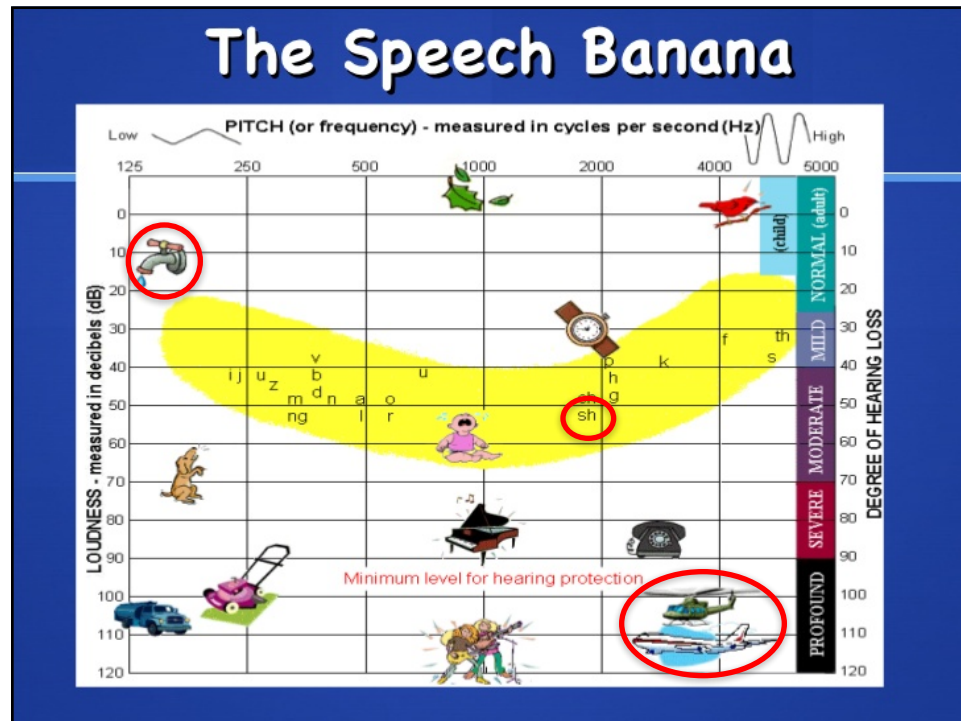 The Speech Banana
PITCH (or frequency) - measured in cycles per second (Hz)
Low
High
125 250 500 1000 2000 4000 5000
LOUDNESS - measured in decibels (dB)
0
10
20
30
40
50
60
70
80
90
100
110
120
v
i j u b u
z d
m n a o
ng l r
p k f th
h s
ch g
sh
Minimum level for hearing protection
(child)
NORMAL (adult)
MILD
MODERATE
SEVERE
PROFOUND
0
10
20
30
40
50
60
70
80
90
100
110
120
DEGREE OF HEARING LOSS